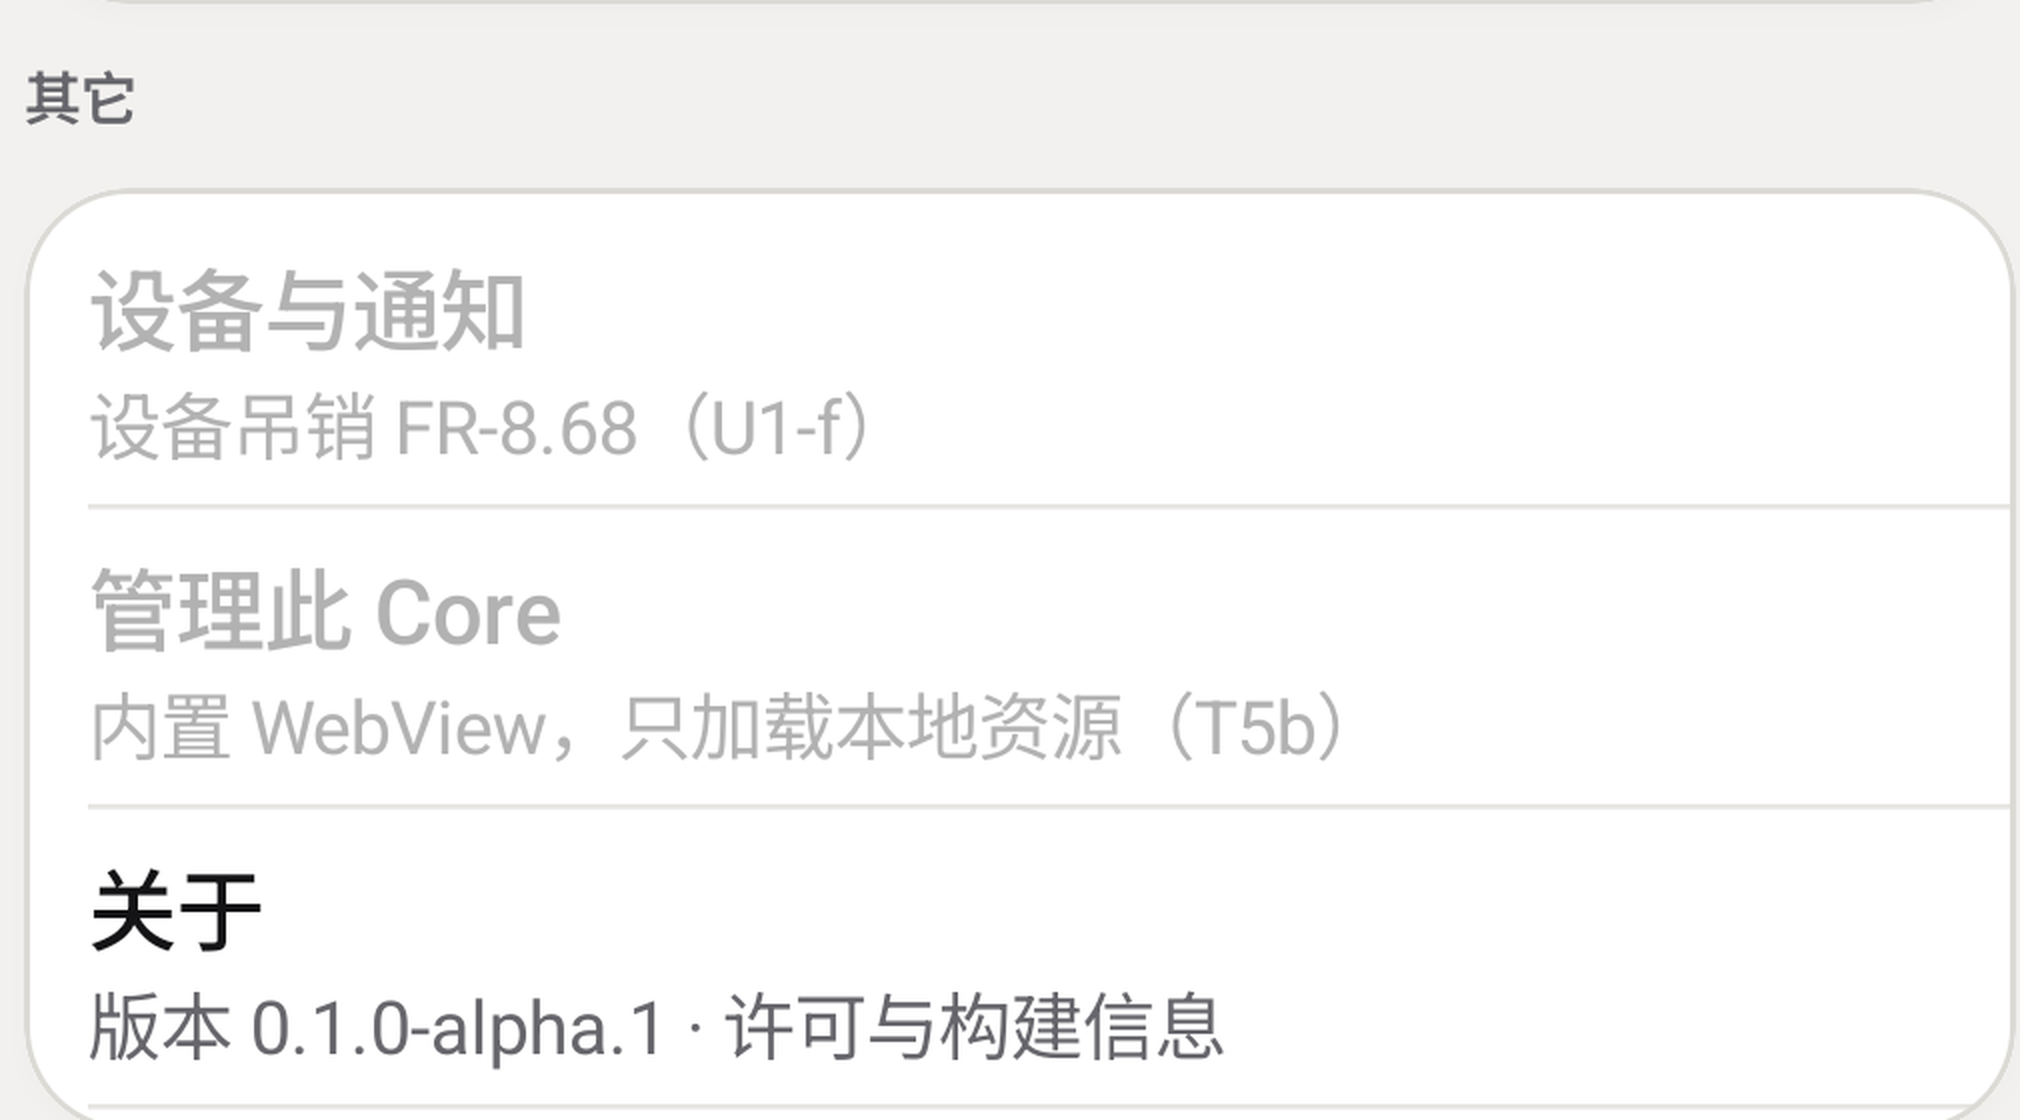 其它
设备与通知
设备吊销 FR-8.68（U1-f）
管理此 Core
内置 WebView，只加载本地资源（T5b）
关于
版本 0.1.0-alpha.1 · 许可与构建信息